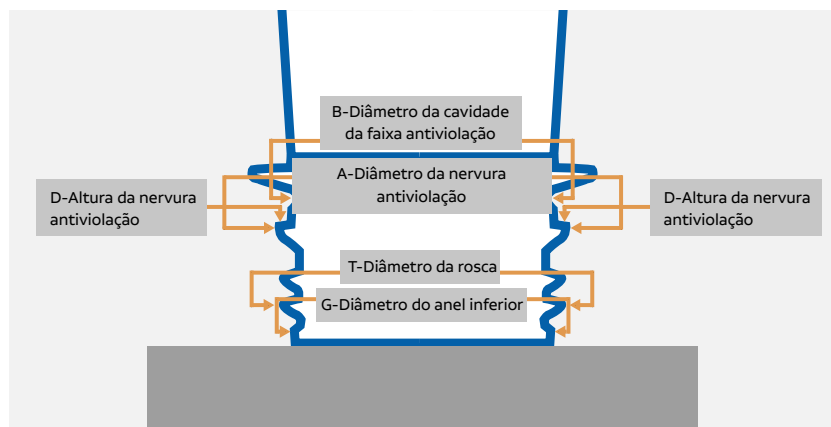 B-Diâmetro da cavidade
da faixa antiviolação
A-Diâmetro da nervura
antiviolação
D-Altura da nervura
antiviolação
D-Altura da nervura
antiviolação
T-Diâmetro da rosca
G-Diâmetro do anel inferior